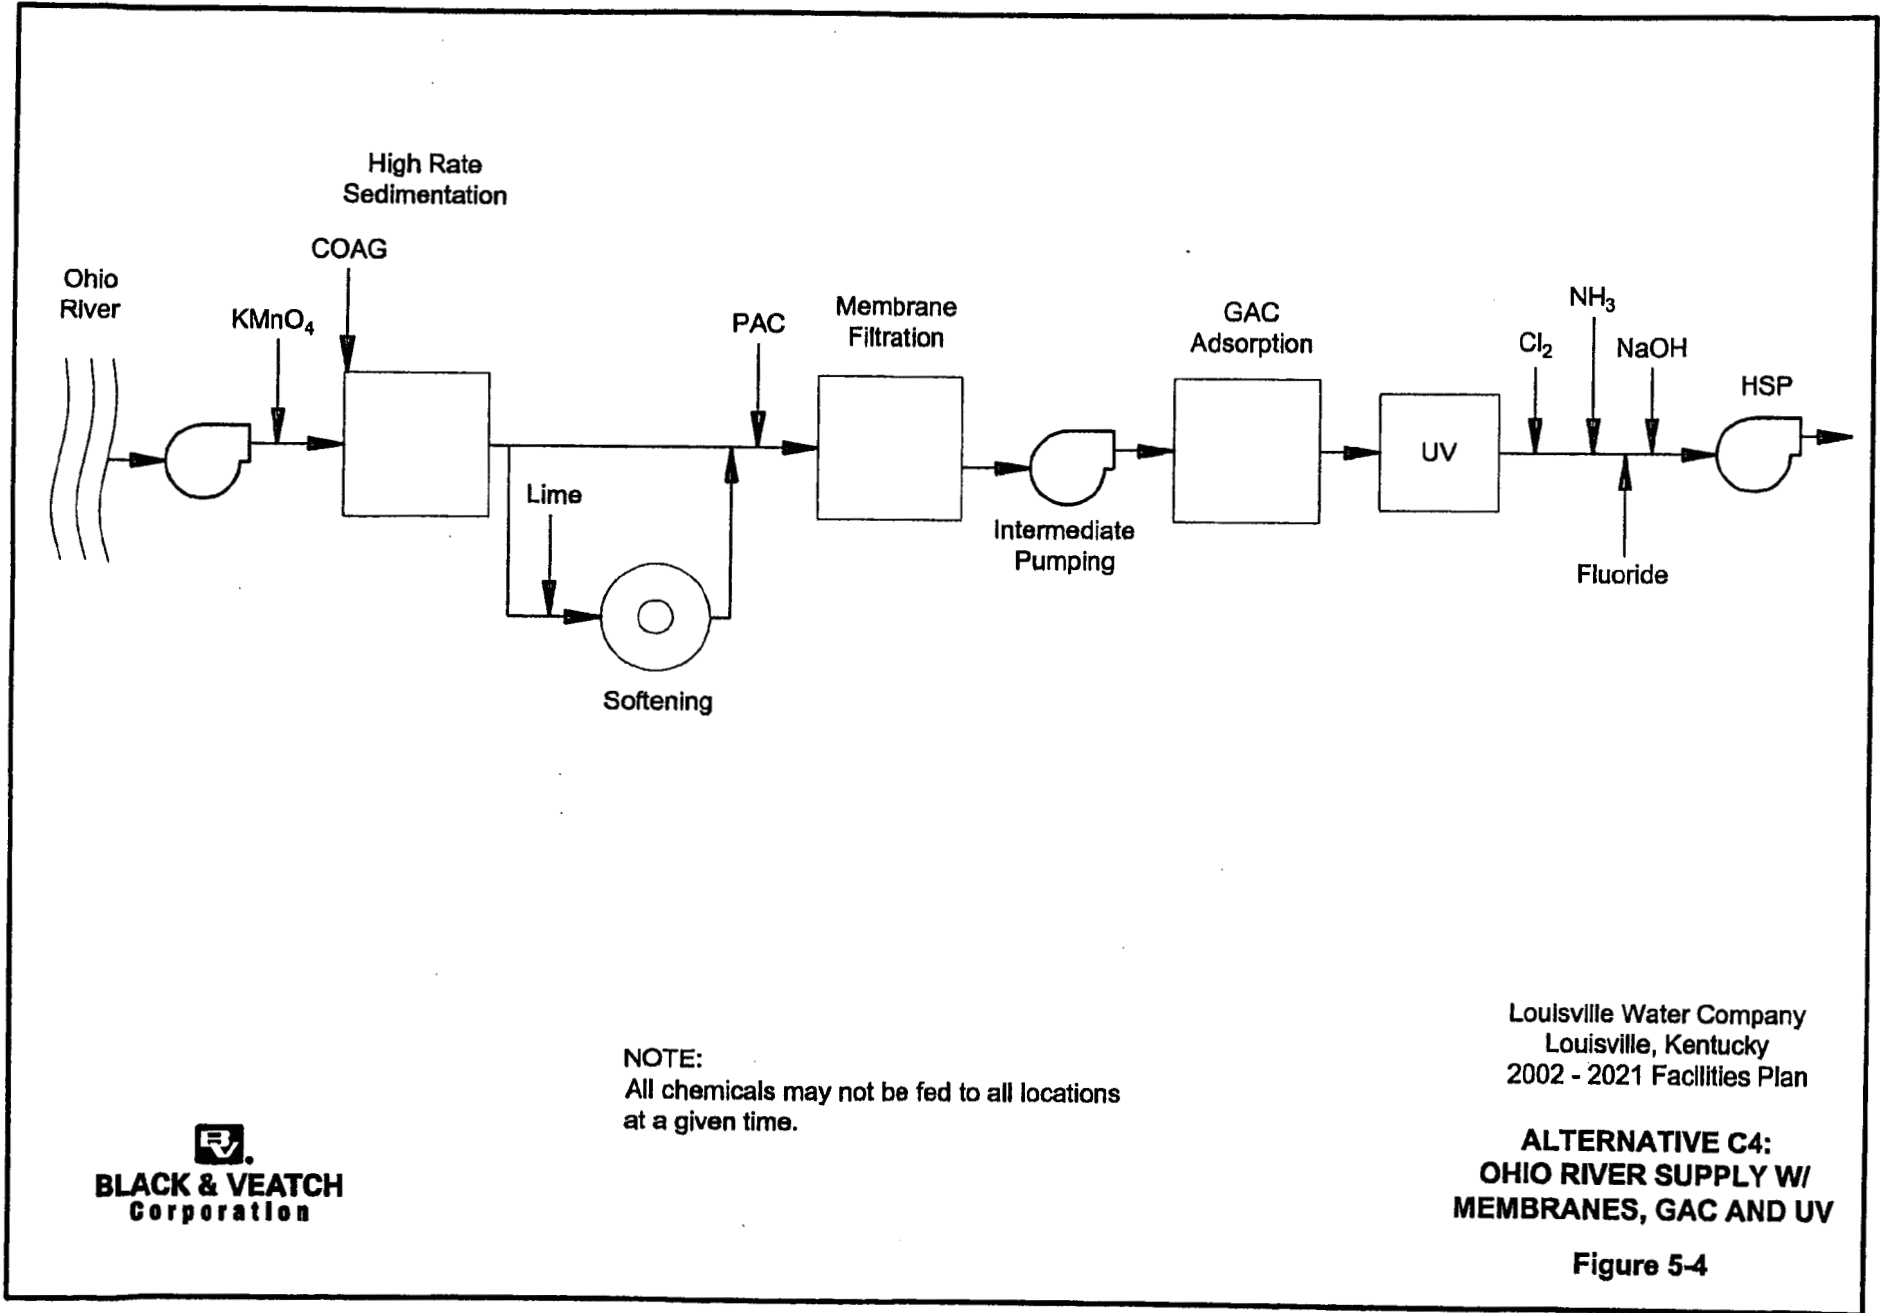 High Rate
Sedimentation
COAG
Ohio
River
KMnO4
PAC
Membrane
Filtration
GAC
Adsorption
NH3
Cl2
NaOH
HSP
UV
Lime
Intermediate
Pumping
Fluoride
Softening
NOTE:
All chemicals may not be fed to all locations
at a given time.
Louisville Water Company
Louisville, Kentucky
2002 - 2021 Facilities Plan
ALTERNATIVE C4:
OHIO RIVER SUPPLY W/
MEMBRANES, GAC AND UV
Figure 5-4
BV
BLACK & VEATCH
Corporation